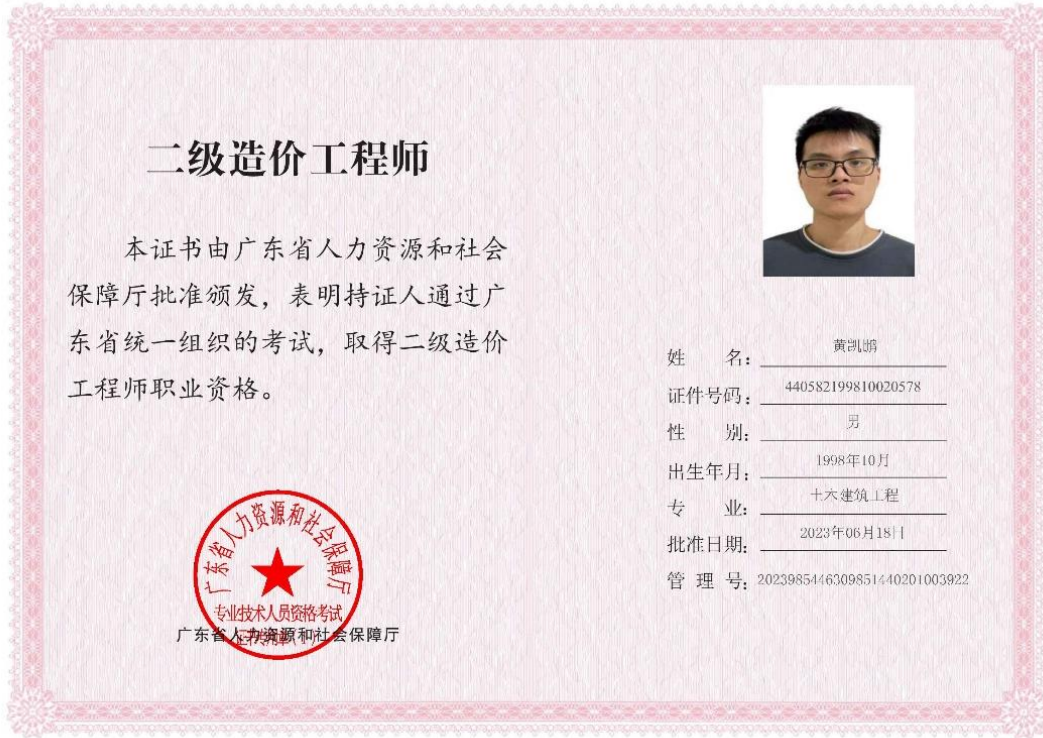 二级造价工程师
本证书由广东省人力资源和社会
保障厅批准颁发，表明持证人通过广
东省统一组织的考试，取得二级造价
工程师职业资格。
广东省人力资源和社会保障厅
专业技术人员资格考试
广东省人力资源和社会保障厅
姓 名：黄凯鹏
证件号码：440582199810020578
性 别：男
出生年月：1998年10月
专 业：土木建筑工程
批准日期：2023年06月18日
管 理 号：2023985446309851440201003922